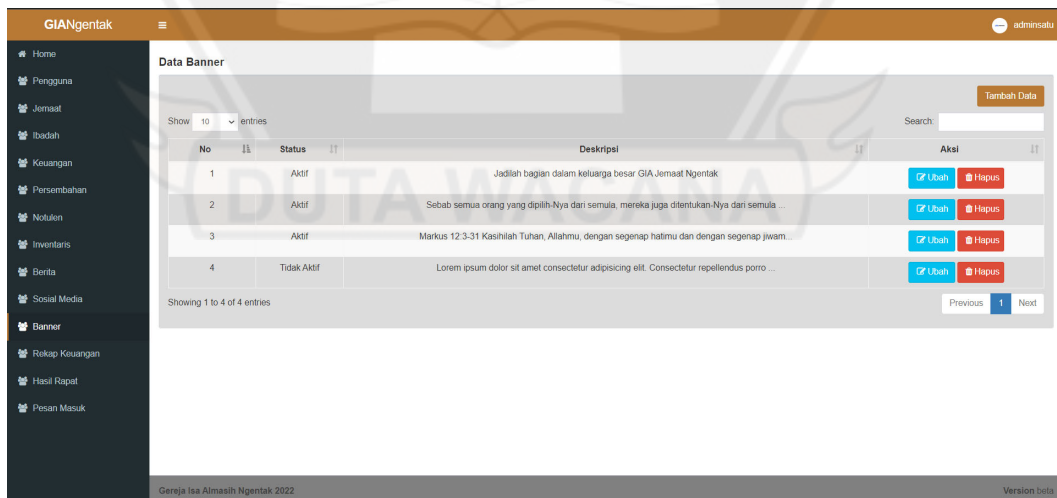 GIANgentak
adminsatu
Home
Pengguna
Jemaat
Ibadah
Keuangan
Persembahan
Notulen
Inventaris
Berita
Sosial Media
Banner
Rekap Keuangan
Hasil Rapat
Pesan Masuk
Data Banner
Tambah Data
Show 10 entries
Search:
No Status Deskripsi Aksi
1 Aktif Jadilah bagian dalam keluarga besar GIA Jemaat Ngentak Ubah Hapus
2 Aktif Sebab semua orang yang dipilih-Nya dari semula, mereka juga ditentukan-Nya dari semula ... Ubah Hapus
3 Aktif Markus 12:3-31 Kasihilah Tuhan, Allahmu, dengan segenap hatimu dan dengan segenap jiwam... Ubah Hapus
4 Tidak Aktif Lorem ipsum dolor sit amet consectetur adipisicing elit. Consectetur repellendus porro ... Ubah Hapus
Showing 1 to 4 of 4 entries
Previous 1 Next
DUTA WACANA
Gereja Isa Almasih Ngentak 2022
Version beta